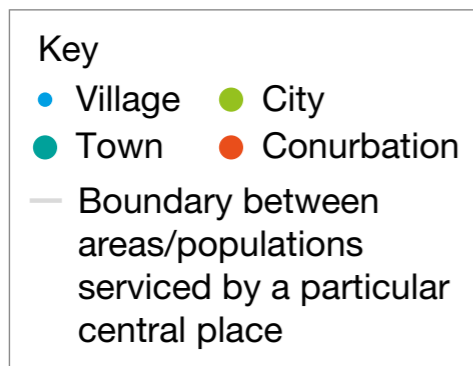 Key
Village City
Town Conurbation
Boundary between
areas/populations
serviced by a particular
central place